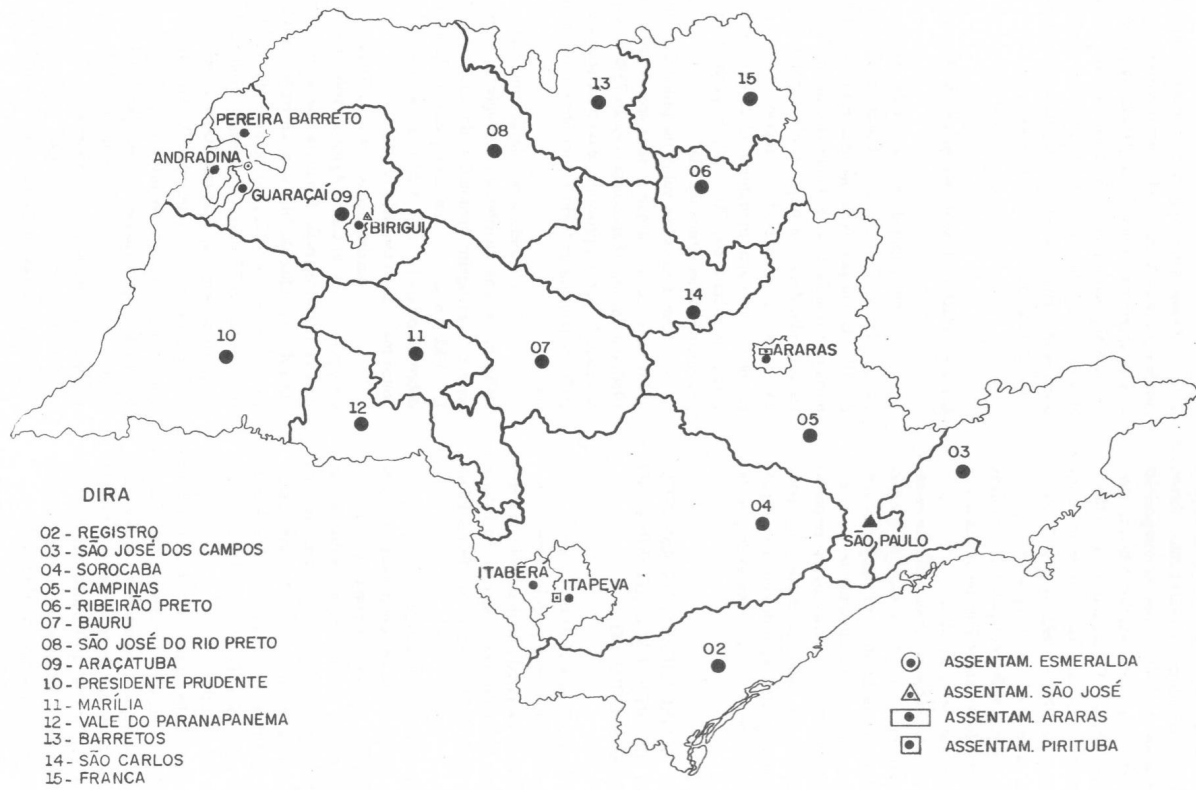 13
15
08
PEREIRA BARRETO
ANDRADINA
06
GUARAÇAÍ
09
BIRIGUI
14
10
11
07
ARARAS
12
05
03
04
SÃO PAULO
ITABERÁ
ITAPEVA
02
DIRA
02 - REGISTRO
03 - SÃO JOSÉ DOS CAMPOS
04 - SOROCABA
05 - CAMPINAS
06 - RIBEIRÃO PRETO
07 - BAURU
08 - SÃO JOSÉ DO RIO PRETO
09 - ARAÇATUBA
10 - PRESIDENTE PRUDENTE
11 - MARÍLIA
12 - VALE DO PARANAPANEMA
13 - BARRETOS
14 - SÃO CARLOS
15 - FRANCA
ASSENTAM. ESMERALDA
ASSENTAM. SÃO JOSÉ
ASSENTAM. ARARAS
ASSENTAM. PIRITUBA